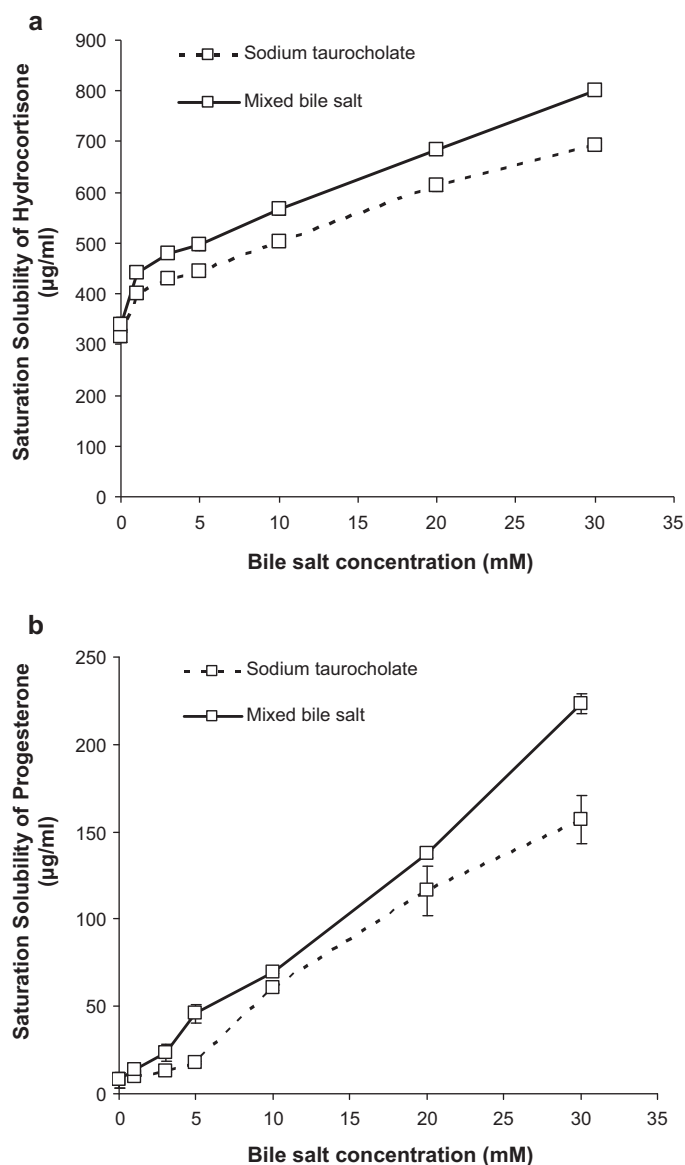 a
900
800
700
600
500
400
300
200
100
0
Saturation Solubility of Hydrocortisone
(µg/ml)
Sodium taurocholate
Mixed bile salt
0 5 10 15 20 25 30 35
Bile salt concentration (mM)
b
250
200
150
100
50
0
Saturation Solubility of Progesterone
(µg/ml)
Sodium taurocholate
Mixed bile salt
0 5 10 15 20 25 30 35
Bile salt concentration (mM)